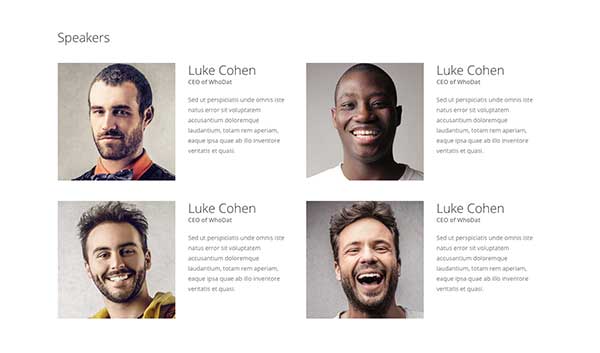 Speakers
Luke Cohen
CEO of WhoDat
Sed ut perspiciatis unde omnis iste
natus error sit voluptatem
accusantium doloremque
laudantium, totam rem aperiam,
eaque ipsa quae ab illo inventore
veritatis et quasi.
Luke Cohen
CEO of WhoDat
Sed ut perspiciatis unde omnis iste
natus error sit voluptatem
accusantium doloremque
laudantium, totam rem aperiam,
eaque ipsa quae ab illo inventore
veritatis et quasi.
Luke Cohen
CEO of WhoDat
Sed ut perspiciatis unde omnis iste
natus error sit voluptatem
accusantium doloremque
laudantium, totam rem aperiam,
eaque ipsa quae ab illo inventore
veritatis et quasi.
Luke Cohen
CEO of WhoDat
Sed ut perspiciatis unde omnis iste
natus error sit voluptatem
accusantium doloremque
laudantium, totam rem aperiam,
eaque ipsa quae ab illo inventore
veritatis et quasi.